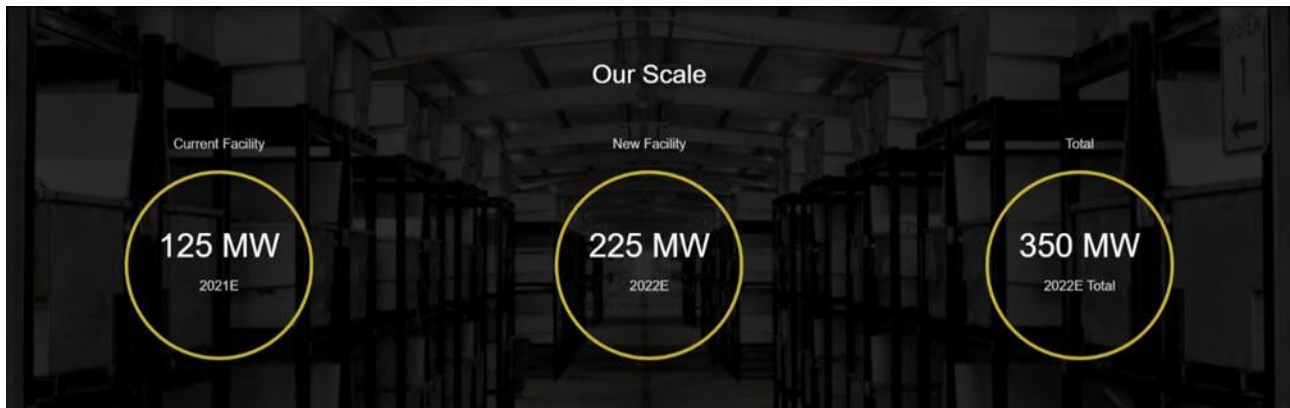 Our Scale
Current Facility
New Facility
Total
125 MW
225 MW
350 MW
2021E
2022E
2022E Total